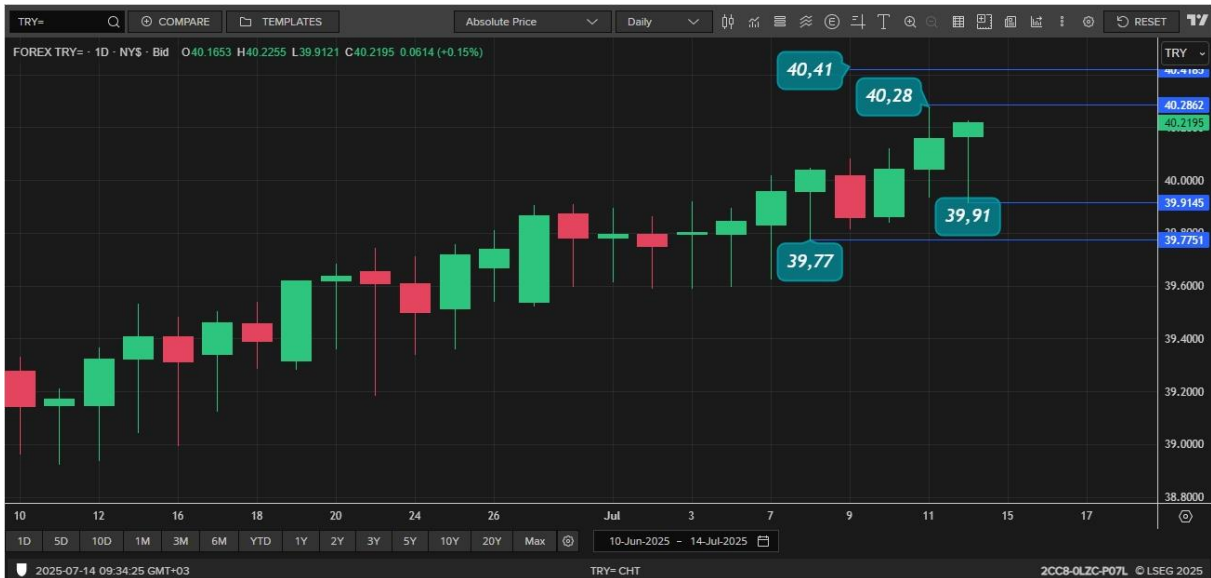 TRY=
COMPARE
TEMPLATES
Absolute Price
Daily
RESET
FOREX TRY= · 1D · NY$ · Bid O40.1653 H40.2255 L39.9121 C40.2195 0.0614 (+0.15%)
TRY
40,41
40.4185
40,28
40.2862
40.2195
40.0000
39.9145
39,91
39.8000
39.7751
39,77
39.6000
39.4000
39.2000
39.0000
38.8000
10 12 16 18 20 24 26 Jul 3 7 9 11 15 17
1D 5D 10D 1M 3M 6M YTD 1Y 2Y 3Y 5Y 10Y 20Y Max 10-Jun-2025 - 14-Jul-2025
2025-07-14 09:34:25 GMT+03 TRY= CHT 2CC8-0LZC-P07L © LSEG 2025